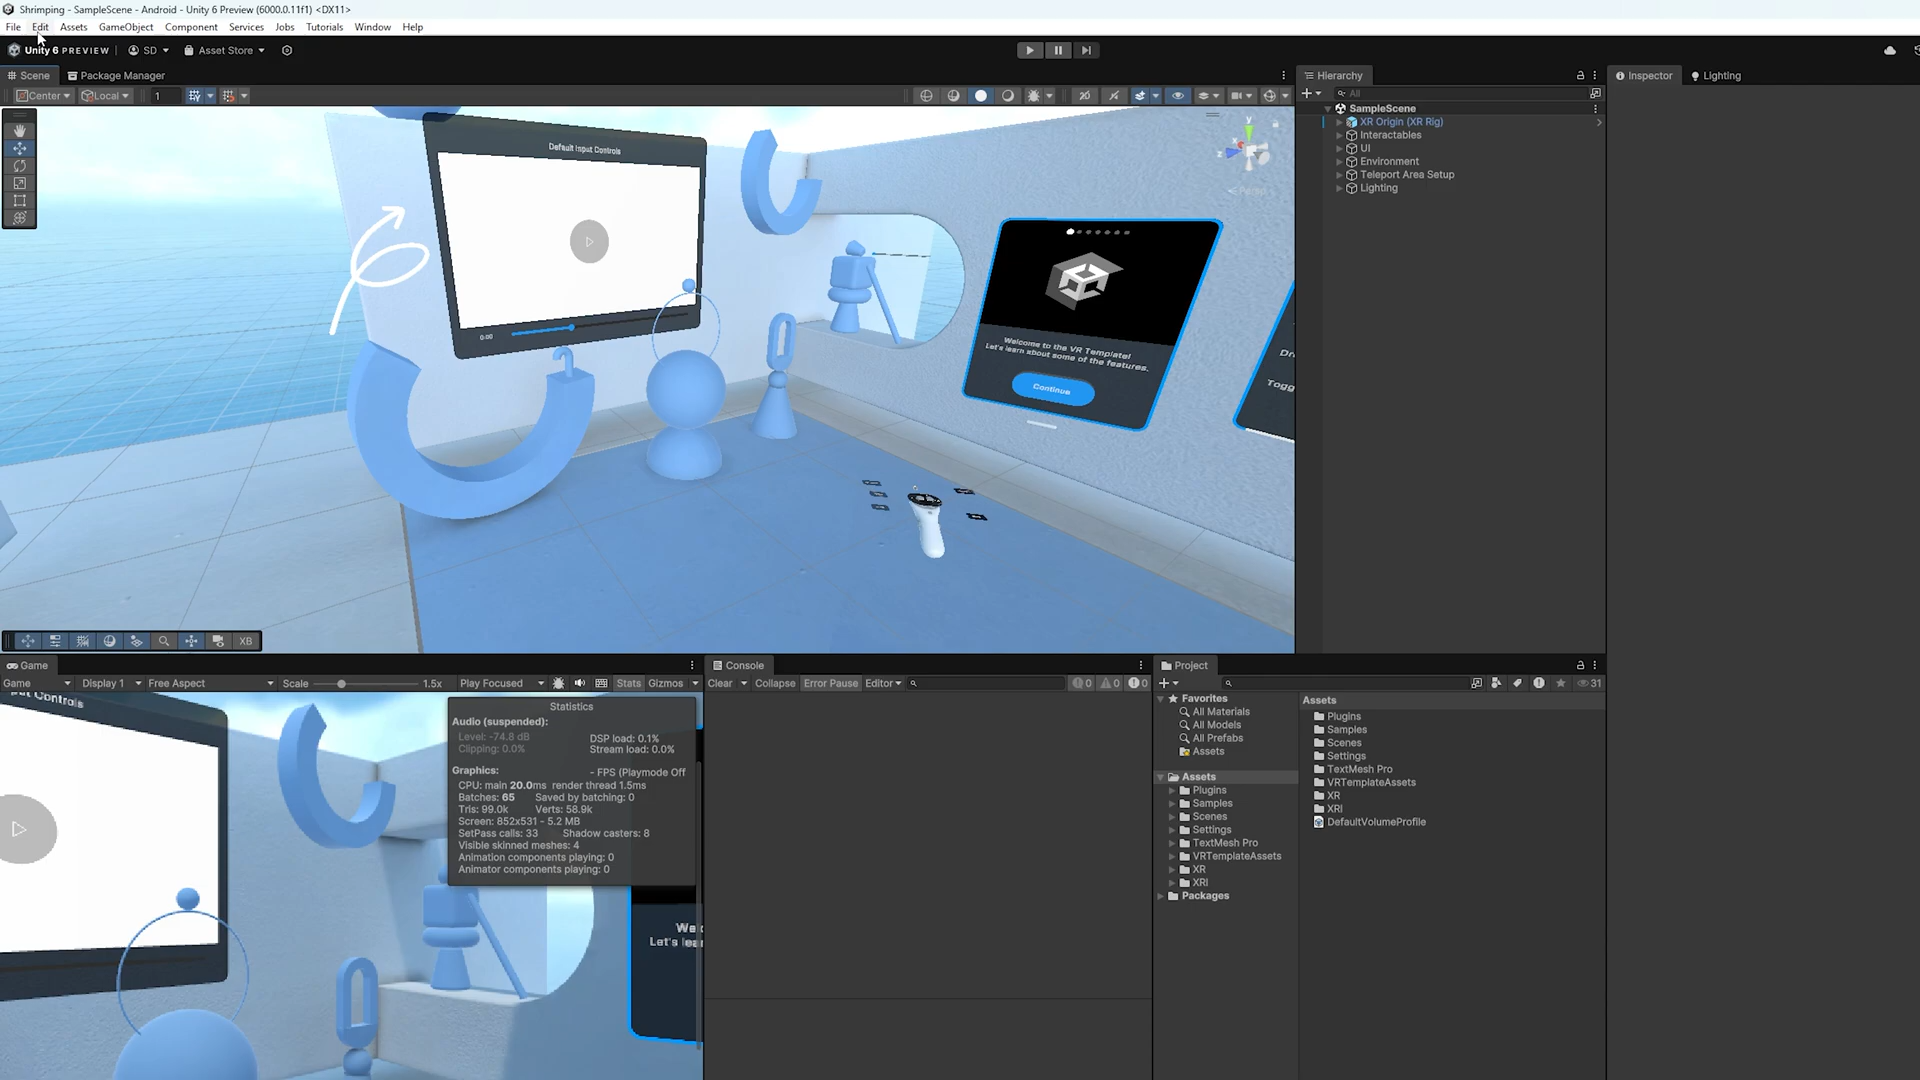 Shrimping - SampleScene - Android - Unity 6 Preview (6000.0.11f1) <DX11>
File Edit Assets GameObject Component Services Jobs Tutorials Window Help
Unity 6 PREVIEW SD Asset Store
Scene Package Manager
Center Local 1
Persp
Default Input Controls
0:00
Welcome to the VR Template!
Let's learn about some of the features.
Continue
XB
Hierarchy
All
SampleScene
XR Origin (XR Rig)
Interactables
UI
Environment
Teleport Area Setup
Lighting
Inspector Lighting
Game
Game Display 1 Free Aspect Scale 1.5x Play Focused Stats Gizmos
put Controls
Statistics
Audio (suspended):
Level: -74.8 dB DSP load: 0.1%
Clipping: 0.0% Stream load: 0.0%
Graphics: - FPS (Playmode Off
CPU: main 20.0ms render thread 1.5ms
Batches: 65 Saved by batching: 0
Tris: 99.0k Verts: 58.9k
Screen: 852x531 - 5.2 MB
SetPass calls: 33 Shadow casters: 8
Visible skinned meshes: 4
Animation components playing: 0
Animator components playing: 0
Wel
Let's lear
Console
Clear Collapse Error Pause Editor 0 0 0
Project
31
Favorites
All Materials
All Models
All Prefabs
Assets
Assets
Plugins
Samples
Scenes
Settings
TextMesh Pro
VRTemplateAssets
XR
XRI
Packages
Assets
Plugins
Samples
Scenes
Settings
TextMesh Pro
VRTemplateAssets
XR
XRI
DefaultVolumeProfile